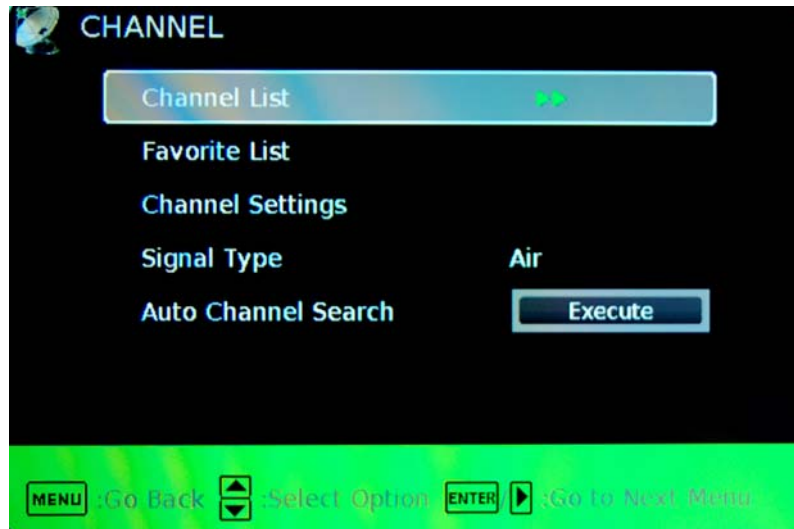 CHANNEL
Channel List
Favorite List
Channel Settings
Signal Type Air
Auto Channel Search Execute
MENU :Go Back :Select Option ENTER / :Go to Next Menu